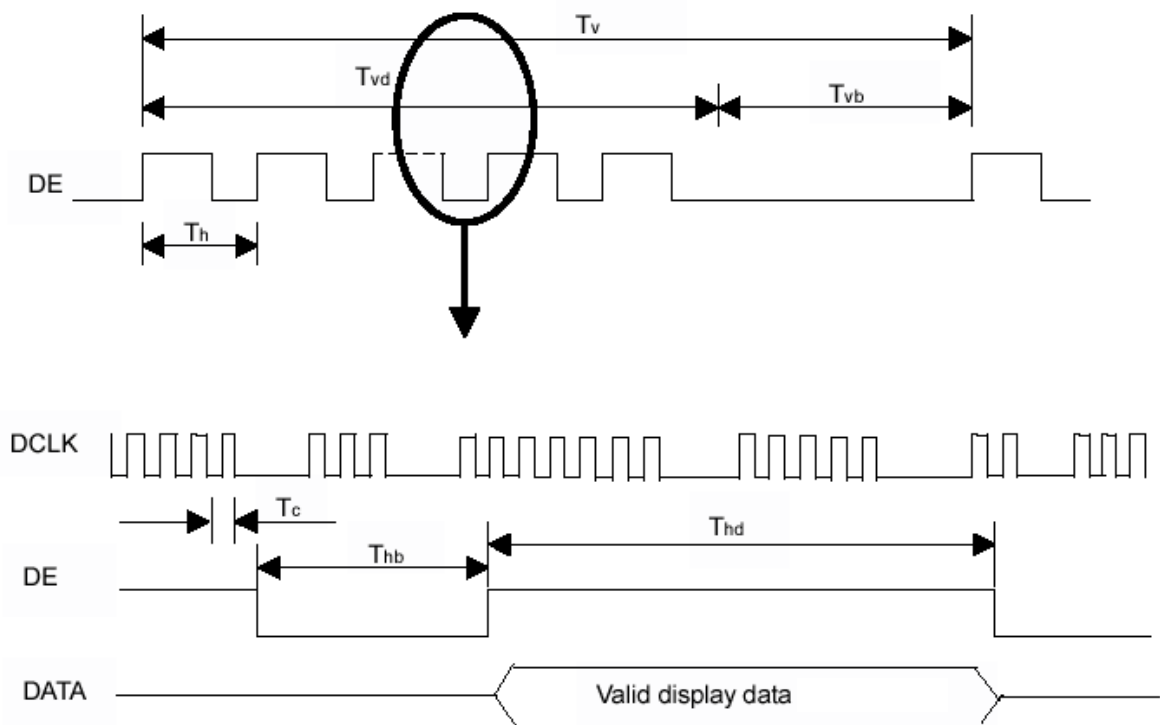 Tv
Tvd
Tvb
DE
Th
DCLK
Tc
Thd
Thb
DE
DATA
Valid display data